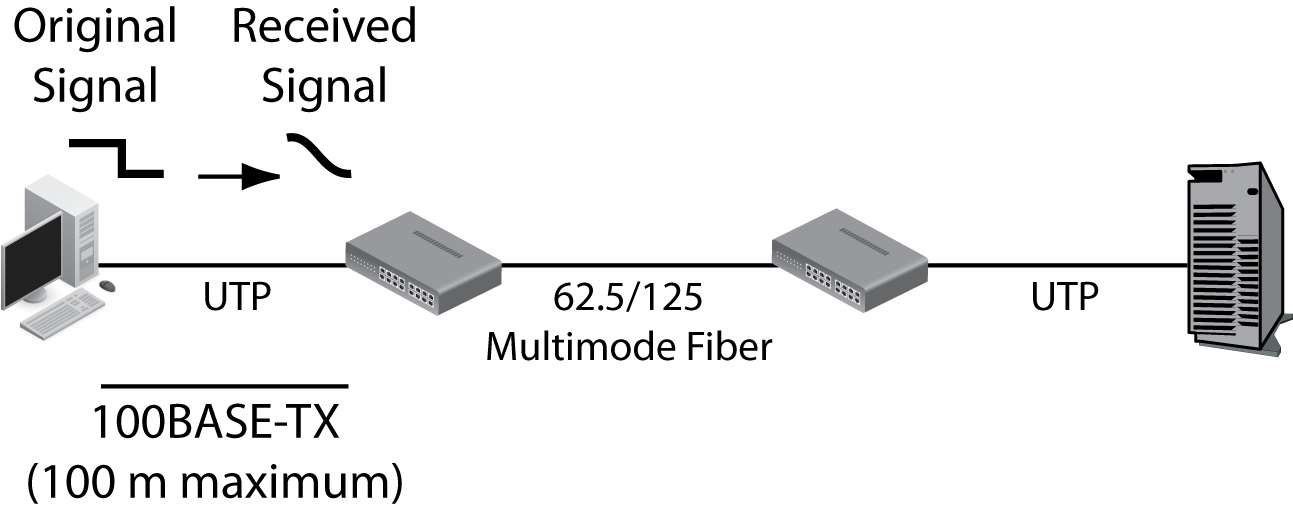 Original
Signal
Received
Signal
UTP
62.5/125
Multimode Fiber
UTP
100BASE-TX
(100 m maximum)